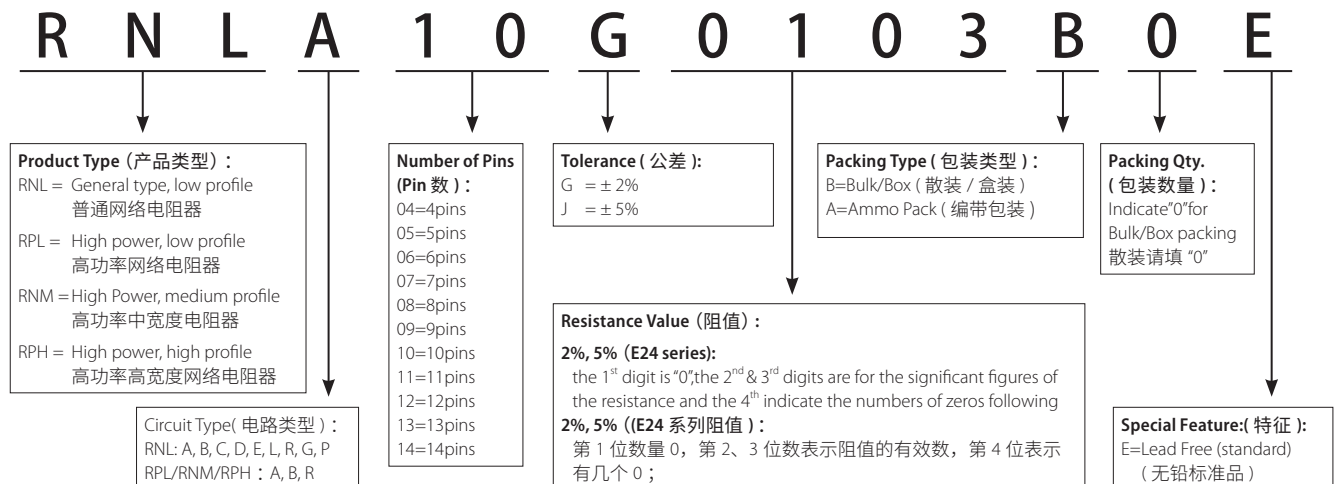 R N L A 1 0 G 0 1 0 3 B 0 E
Product Type (产品类型) :
RNL = General type, low profile
普通网络电阻器
RPL = High power, low profile
高功率网络电阻器
RNM = High Power, medium profile
高功率中宽度电阻器
RPH = High power, high profile
高功率高宽度网络电阻器
Circuit Type( 电路类型 ) :
RNL: A, B, C, D, E, L, R, G, P
RPL/RNM/RPH : A, B, R
Number of Pins
(Pin 数 ) :
04=4pins
05=5pins
06=6pins
07=7pins
08=8pins
09=9pins
10=10pins
11=11pins
12=12pins
13=13pins
14=14pins
Tolerance ( 公差 ):
G = ± 2%
J = ± 5%
Resistance Value (阻值) :
2%, 5% (E24 series):
the 1st digit is “0”,the 2nd & 3rd digits are for the significant figures of
the resistance and the 4th indicate the numbers of zeros following
2%, 5% ((E24 系列阻值 ) :
第 1 位数量 0，第 2、3 位数表示阻值的有效数，第 4 位表示
有几个 0；
Packing Type ( 包装类型 ) :
B=Bulk/Box ( 散装 / 盒装 )
A=Ammo Pack ( 编带包装 )
Packing Qty.
( 包装数量 ) :
Indicate"0"for
Bulk/Box packing
散装请填 “0”
Special Feature:( 特征 ):
E=Lead Free (standard)
( 无铅标准品 )